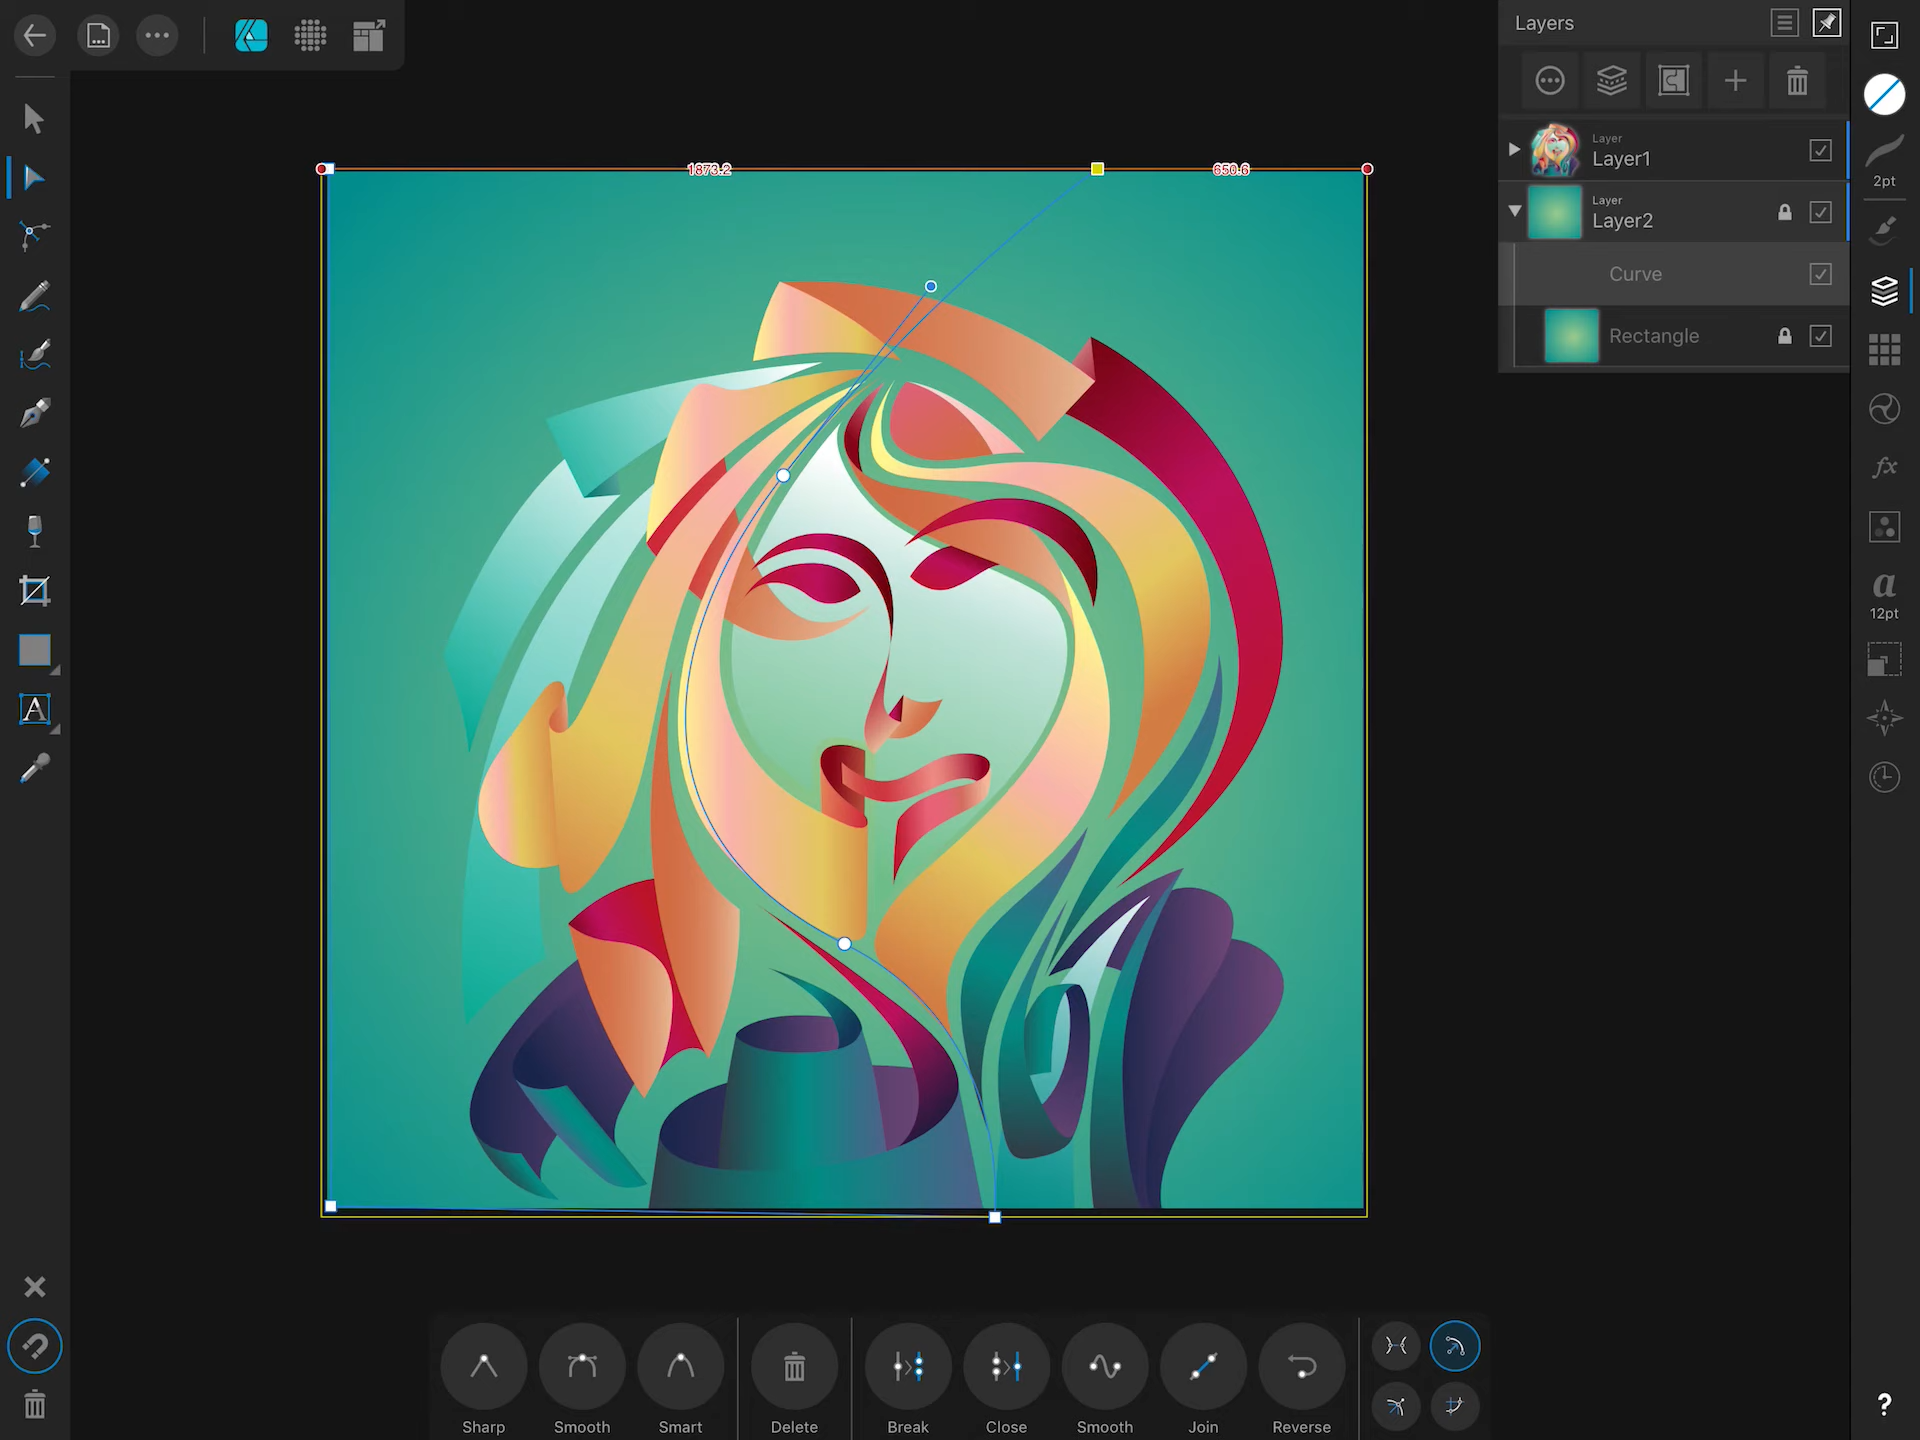 Layers
Layer
Layer1
Layer
Layer2
Curve
Rectangle
2pt
fx
a
12pt
A
1873.2
650.6
Sharp
Smooth
Smart
Delete
Break
Close
Smooth
Join
Reverse
?